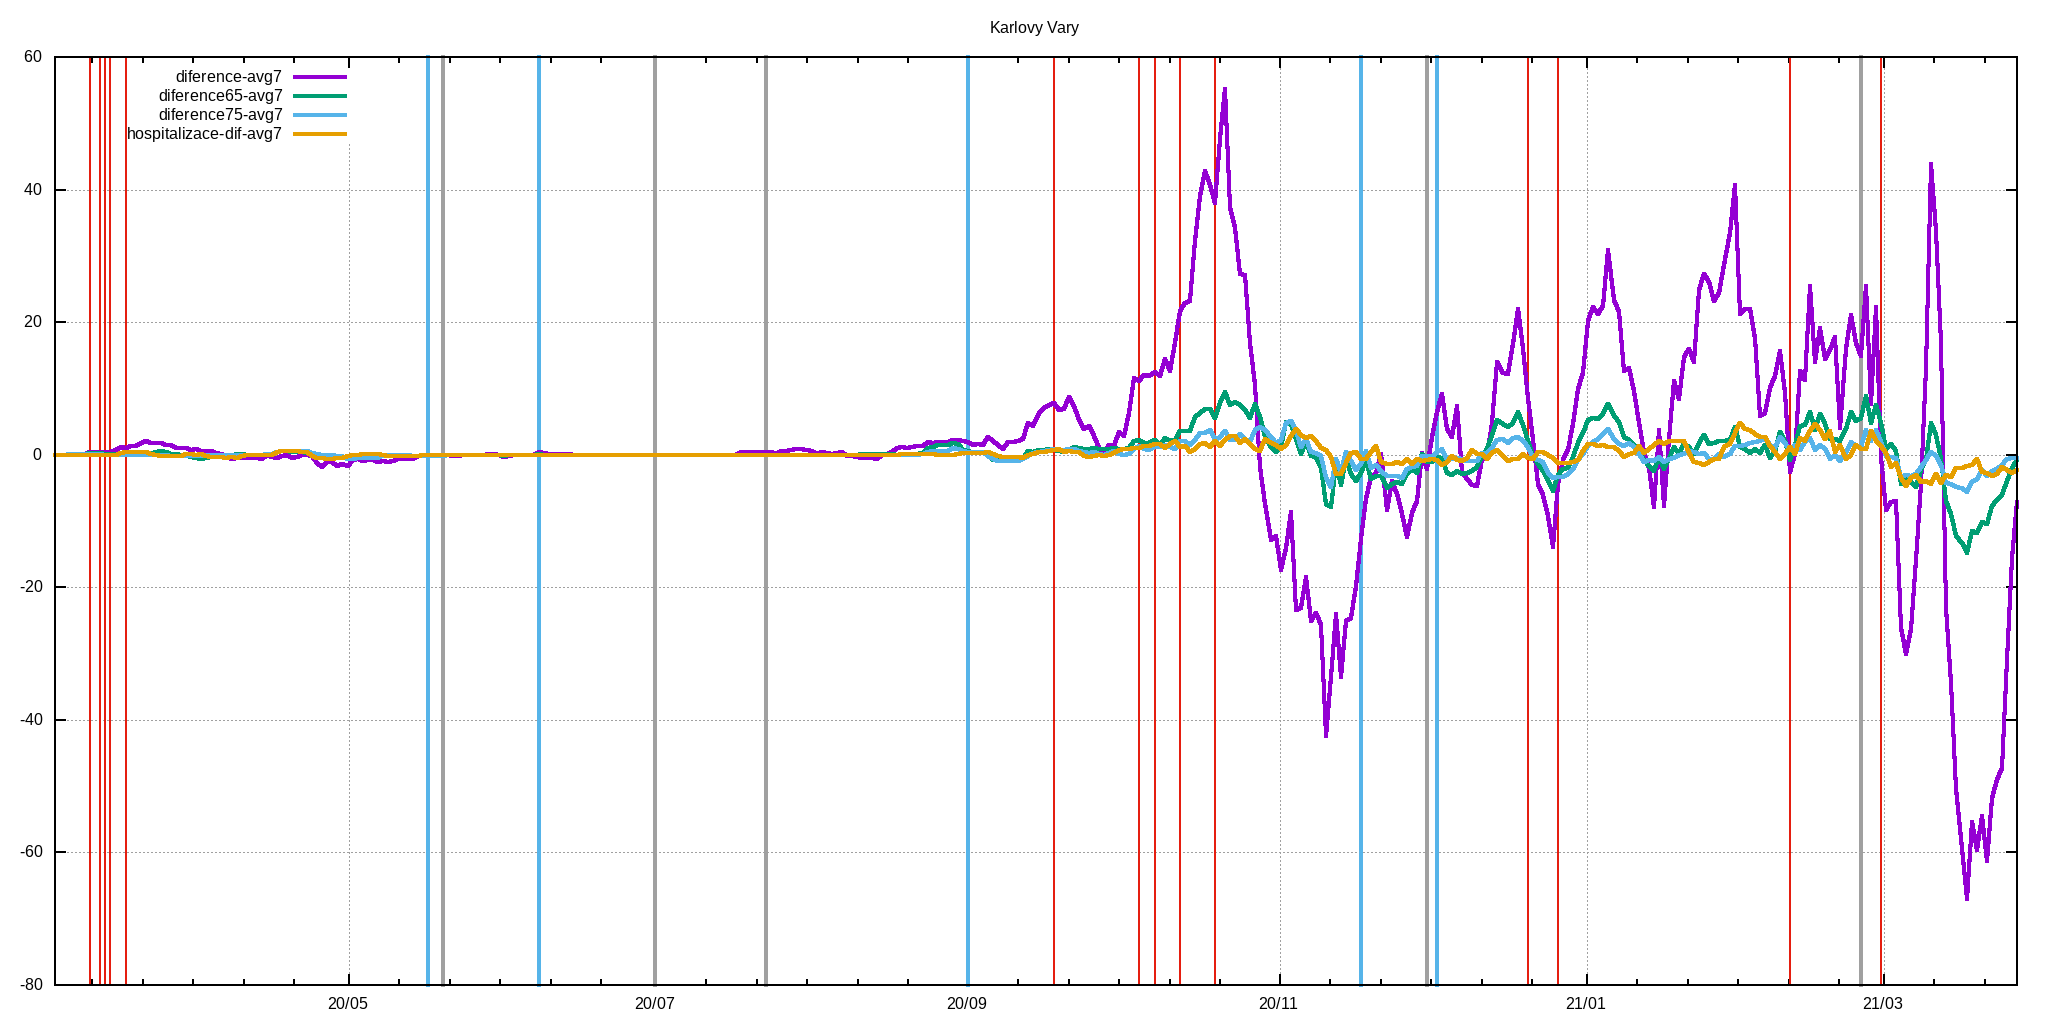 Karlovy Vary
diference-avg7
diference65-avg7
diference75-avg7
hospitalizace-dif-avg7
60
40
20
0
-20
-40
-60
-80
20/05 20/07 20/09 20/11 21/01 21/03